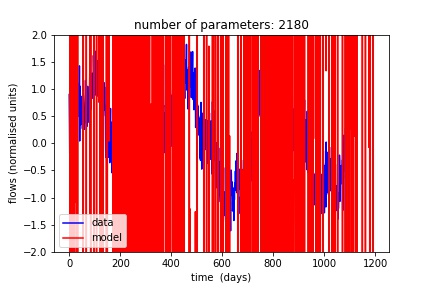 number of parameters: 2180
flows (normalised units)
2.0
1.5
1.0
0.5
0.0
−0.5
−1.0
−1.5
−2.0
data
model
0 200 400 600 800 1000 1200
time (days)